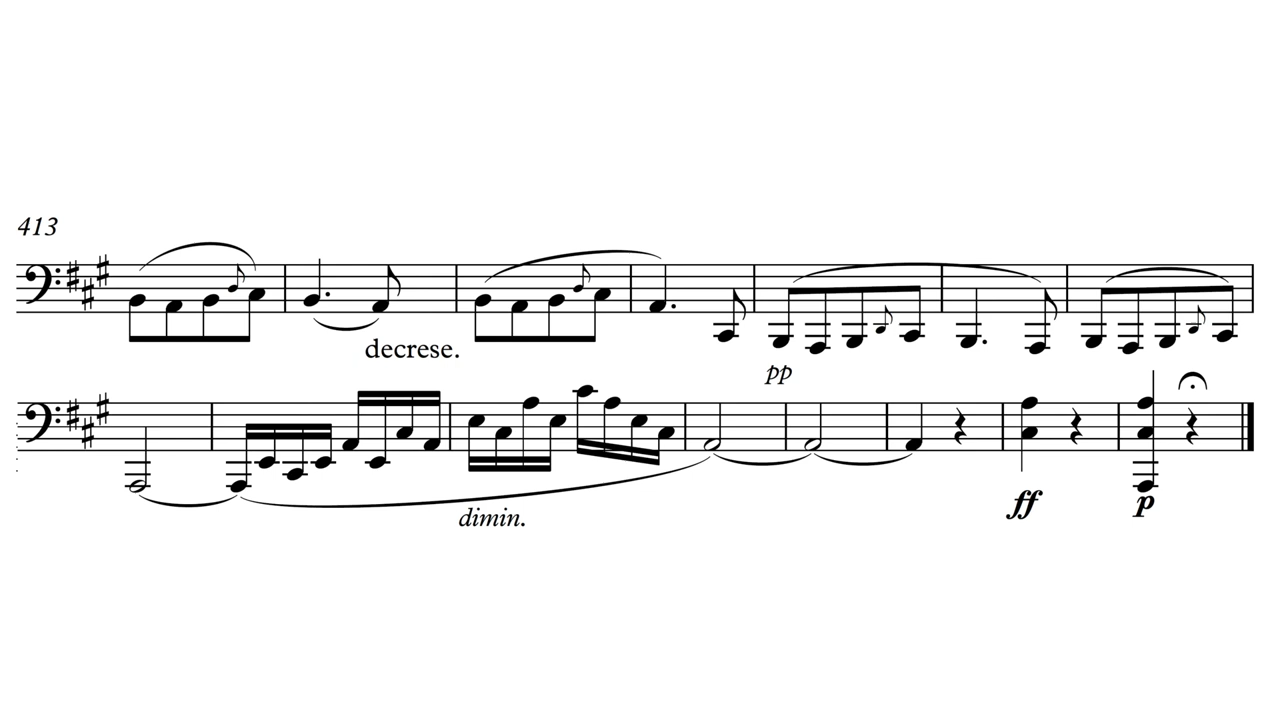 413
decrese.
pp
dimin.
ff
p